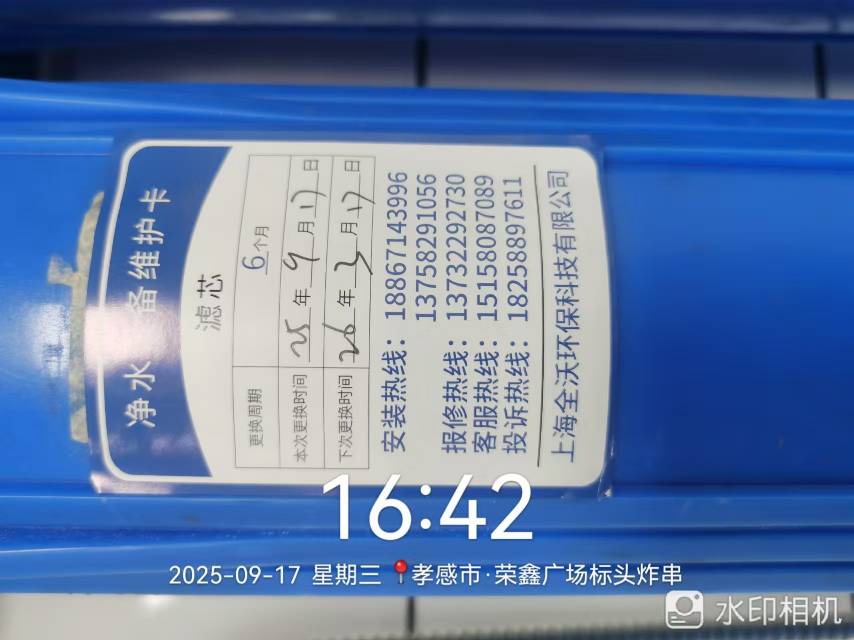 净水 备维护卡
滤芯
更换周期 6个月
本次更换时间 25年9月17日
下次更换时间 26年3月17日
安装热线：18867143996
13758291056
报修热线：13732292730
客服热线：15158087089
投诉热线：18258897611
上海全沃环保科技有限公司
16:42
2025-09-17 星期三 孝感市·荣鑫广场标头炸串
水印相机